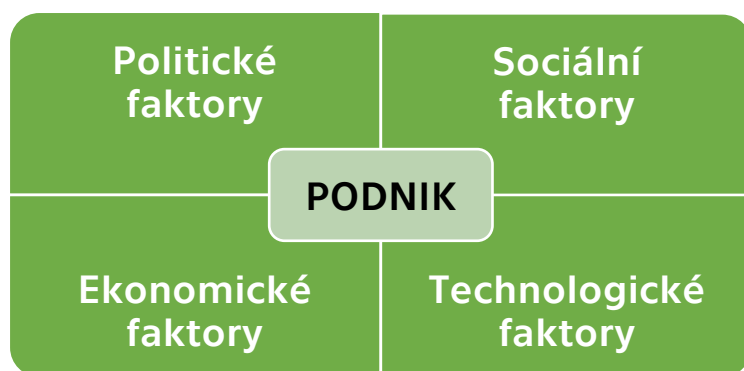 Politické
faktory
Sociální
faktory
PODNIK
Ekonomické
faktory
Technologické
faktory